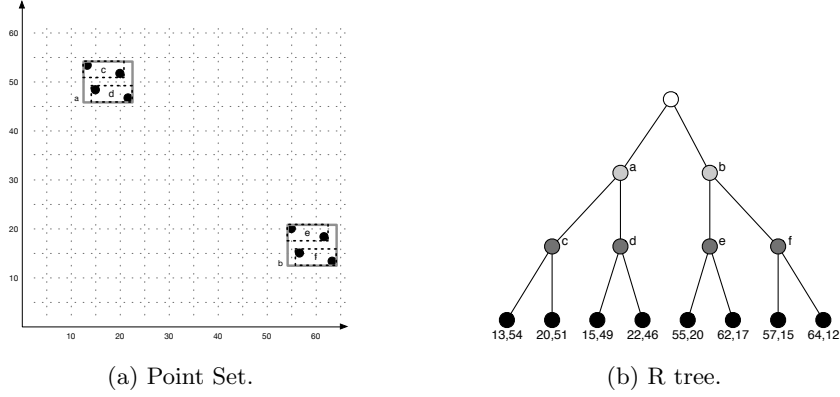 60
50
40
30
20
10
10 20 30 40 50 60
a
c
d
b
e
f
(a) Point Set.
a b
c d e f
13,54 20,51 15,49 22,46 55,20 62,17 57,15 64,12
(b) R tree.